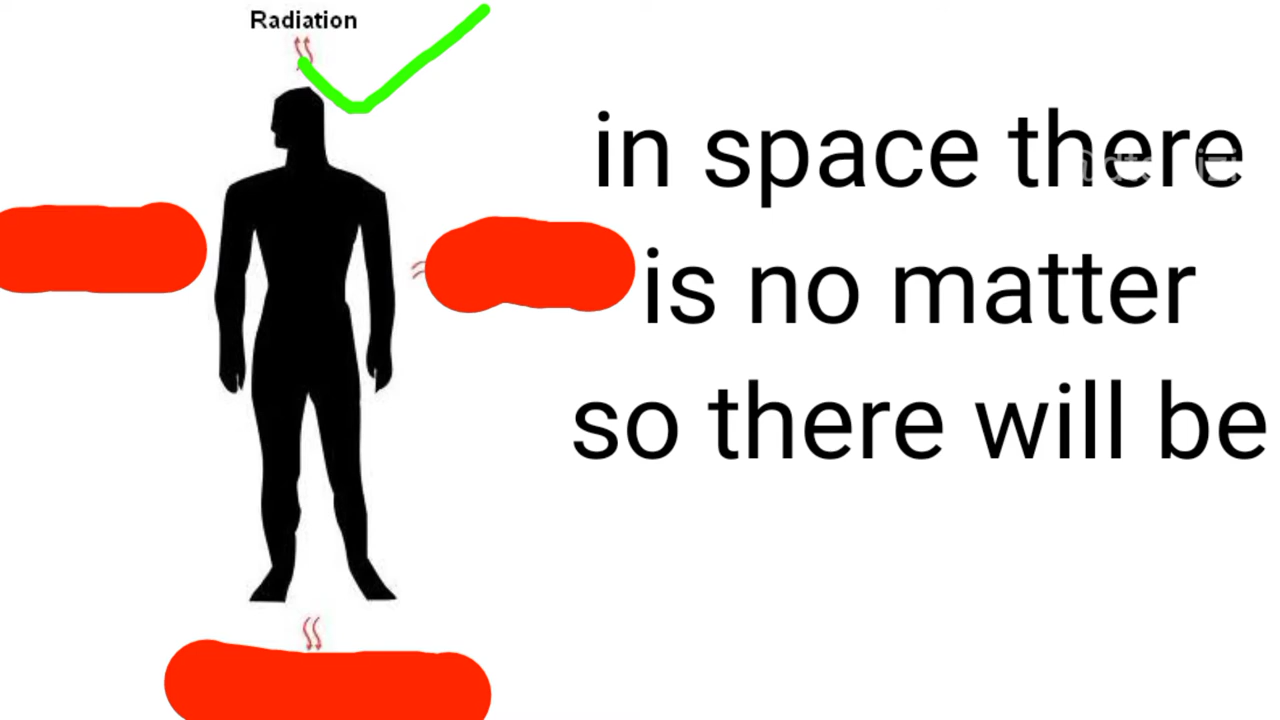 Radiation
in space there
is no matter
so there will be